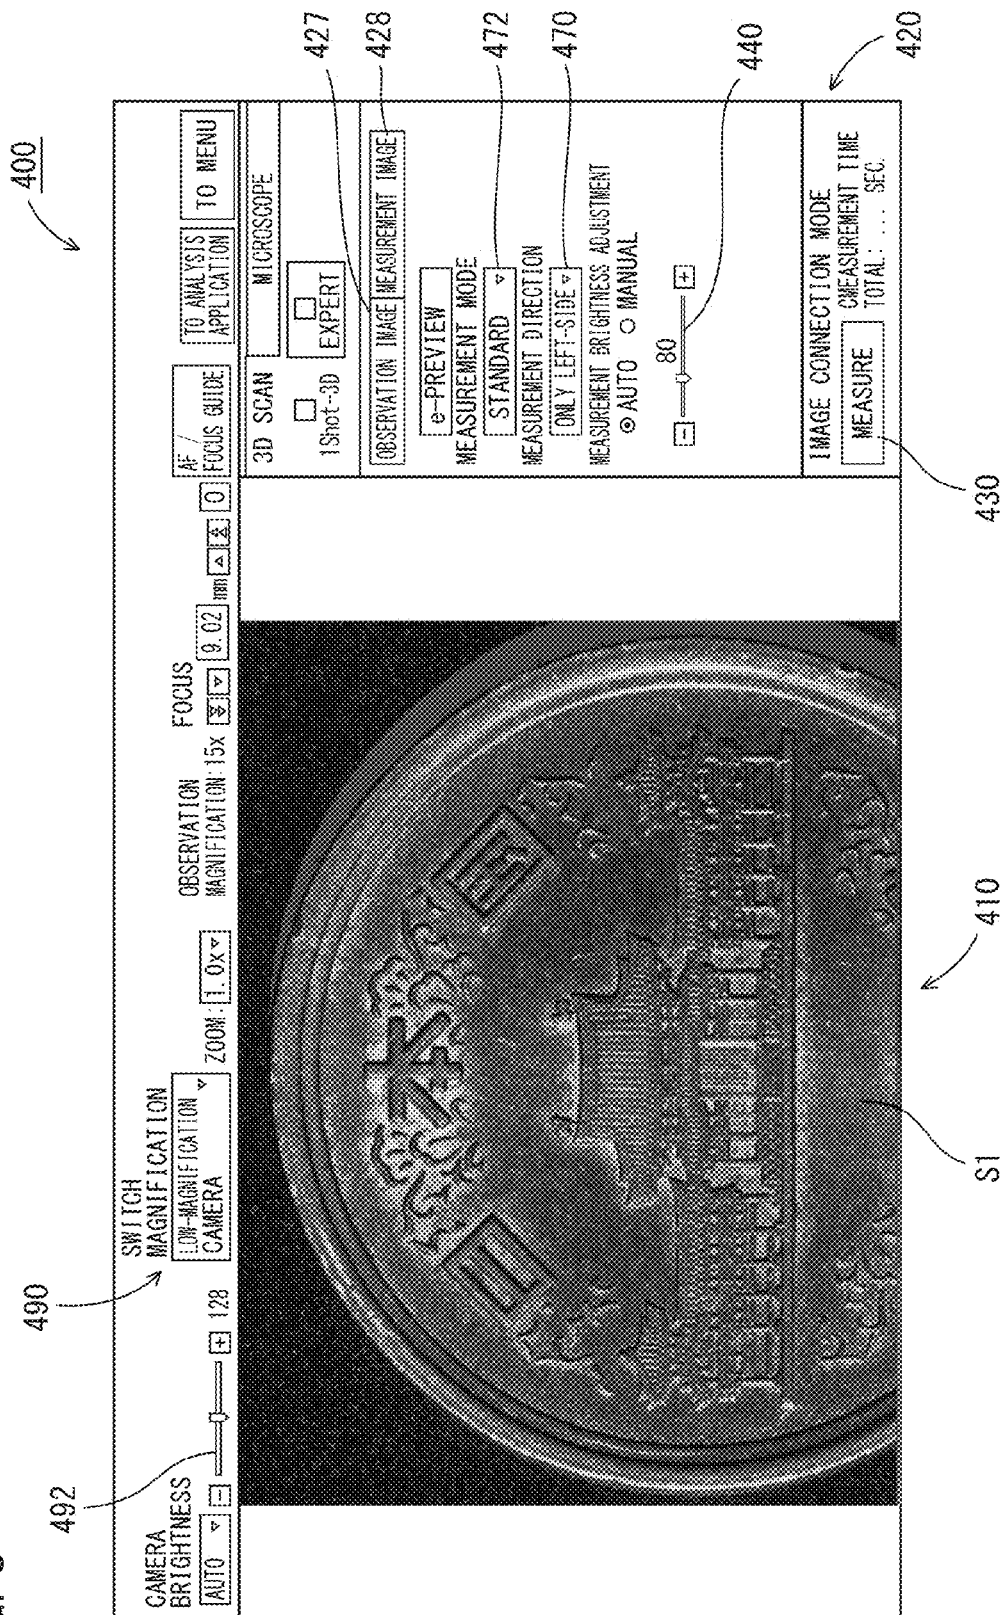 400
490
492
CAMERA
BRIGHTNESS
AUTO ▿
−
+
128
SWITCH
MAGNIFICATION
LOW-MAGNIFICATION
CAMERA ▿
ZOOM: 1.0x ▿
OBSERVATION
MAGNIFICATION: 15x
FOCUS
9.02 mm
AF/
FOCUS GUIDE
TO ANALYSIS
APPLICATION
TO MENU
3D SCAN
MICROSCOPE
1Shot-3D
EXPERT
OBSERVATION IMAGE
MEASUREMENT IMAGE
e-PREVIEW
MEASUREMENT MODE
STANDARD ▿
MEASUREMENT DIRECTION
ONLY LEFT-SIDE ▿
MEASUREMENT BRIGHTNESS ADJUSTMENT
AUTO
MANUAL
80
−
+
IMAGE CONNECTION MODE
MEASURE
CMEASUREMENT TIME
TOTAL: ... SEC.
427
428
472
470
440
420
430
410
S1